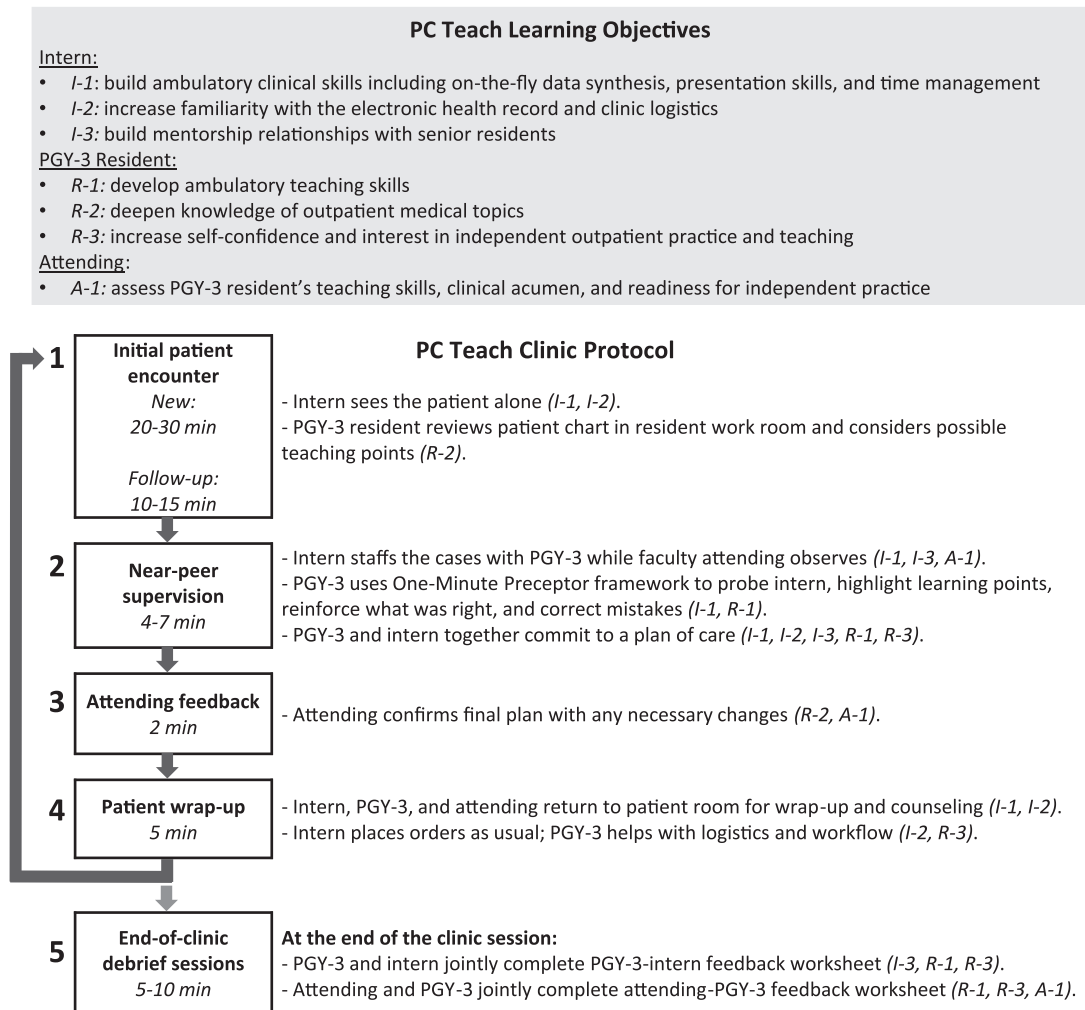 PC Teach Learning Objectives
Intern:
• I-1: build ambulatory clinical skills including on-the-fly data synthesis, presentation skills, and time management
• I-2: increase familiarity with the electronic health record and clinic logistics
• I-3: build mentorship relationships with senior residents
PGY-3 Resident:
• R-1: develop ambulatory teaching skills
• R-2: deepen knowledge of outpatient medical topics
• R-3: increase self-confidence and interest in independent outpatient practice and teaching
Attending:
• A-1: assess PGY-3 resident's teaching skills, clinical acumen, and readiness for independent practice
PC Teach Clinic Protocol
1
Initial patient
encounter
New:
20-30 min
Follow-up:
10-15 min
- Intern sees the patient alone (I-1, I-2).
- PGY-3 resident reviews patient chart in resident work room and considers possible
teaching points (R-2).
2
Near-peer
supervision
4-7 min
- Intern staffs the cases with PGY-3 while faculty attending observes (I-1, I-3, A-1).
- PGY-3 uses One-Minute Preceptor framework to probe intern, highlight learning points,
reinforce what was right, and correct mistakes (I-1, R-1).
- PGY-3 and intern together commit to a plan of care (I-1, I-2, I-3, R-1, R-3).
3
Attending feedback
2 min
- Attending confirms final plan with any necessary changes (R-2, A-1).
4
Patient wrap-up
5 min
- Intern, PGY-3, and attending return to patient room for wrap-up and counseling (I-1, I-2).
- Intern places orders as usual; PGY-3 helps with logistics and workflow (I-2, R-3).
5
End-of-clinic
debrief sessions
5-10 min
At the end of the clinic session:
- PGY-3 and intern jointly complete PGY-3-intern feedback worksheet (I-3, R-1, R-3).
- Attending and PGY-3 jointly complete attending-PGY-3 feedback worksheet (R-1, R-3, A-1).